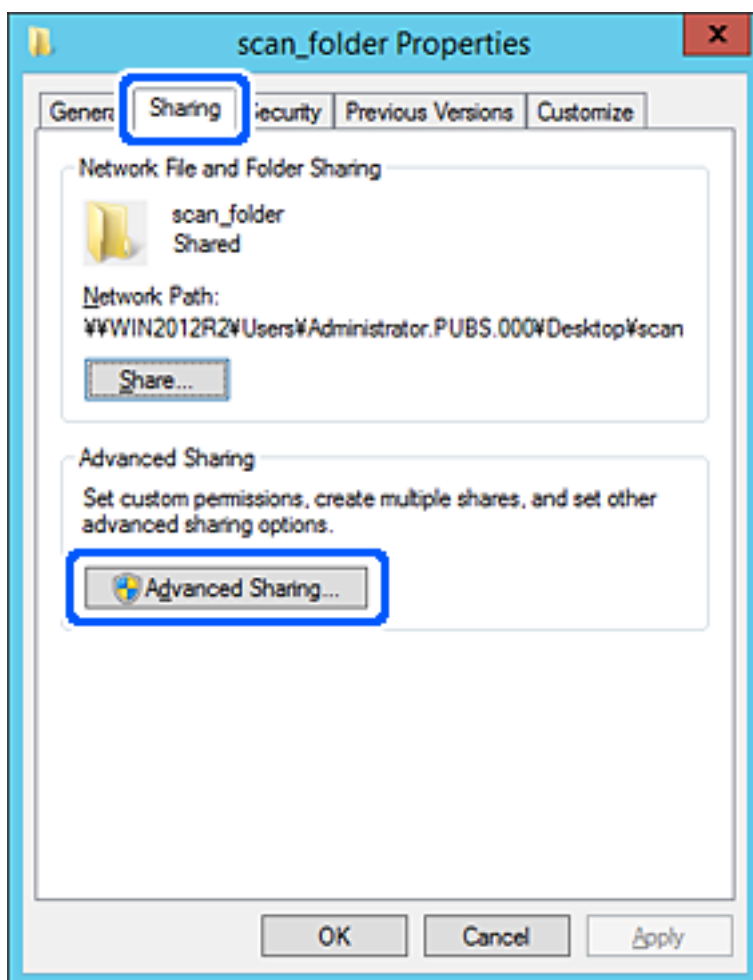 scan_folder Properties
Sharing Security Previous Versions Customize
Network File and Folder Sharing
scan_folder
Shared
Network Path:
¥¥WIN2012R2¥Users¥Administrator.PUBS.000¥Desktop¥scan
Share...
Advanced Sharing
Set custom permissions, create multiple shares, and set other
advanced sharing options.
Advanced Sharing...
OK Cancel Apply